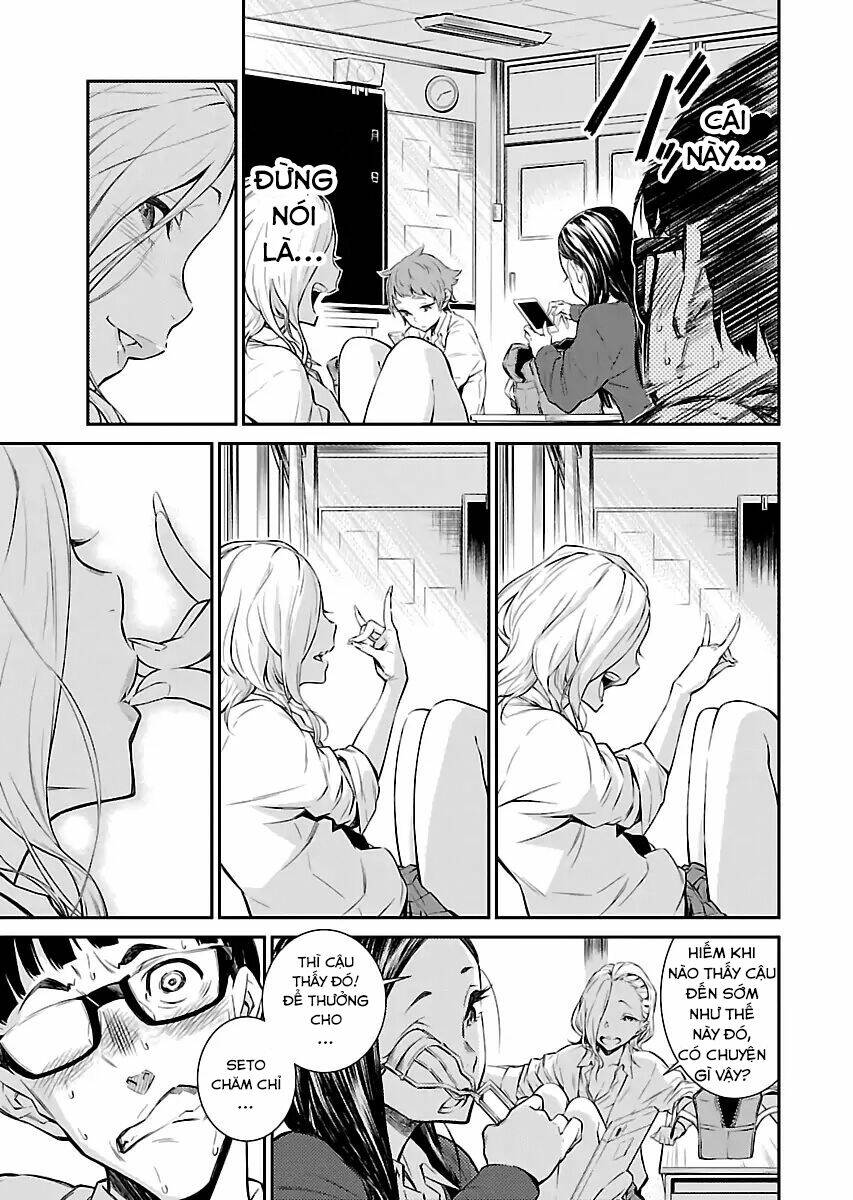 CÁI
NÀY...
ĐỪNG
NÓI
LÀ...
HIẾM KHI
NÀO THẤY CẬU
ĐẾN SỚM
NHƯ THẾ
NÀY ĐÓ,
CÓ CHUYỆN
GÌ VẬY?
THÌ CẬU
THẤY ĐÓ!
ĐỂ THƯỞNG
CHO
...
SETO
CHĂM CHỈ
...